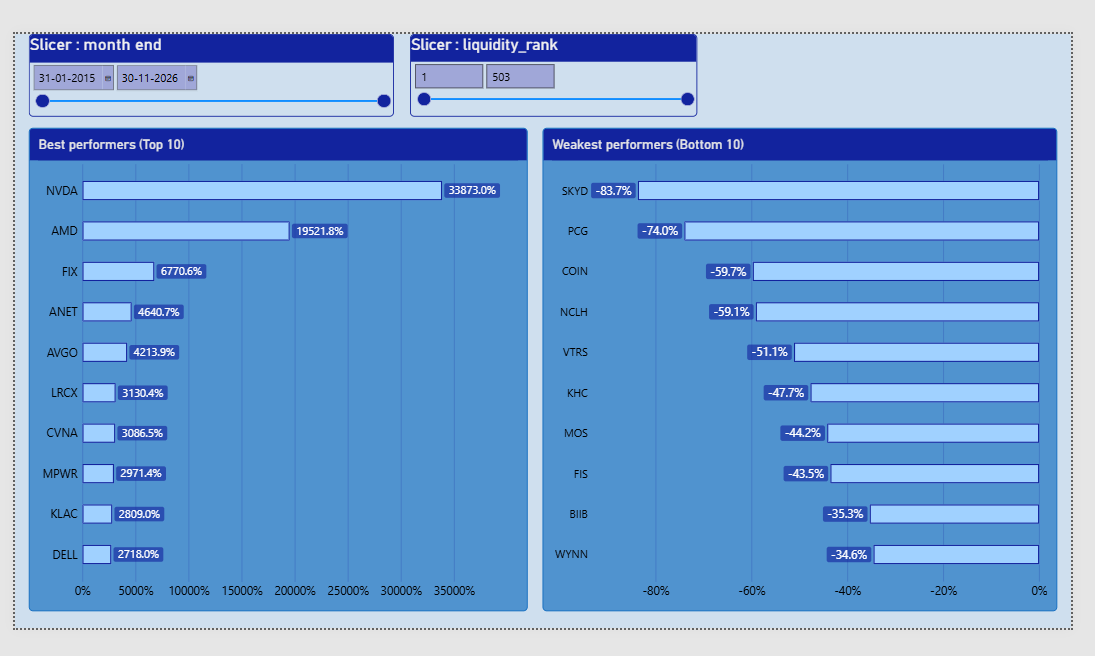 Slicer : month end
31-01-2015 30-11-2026
Slicer : liquidity_rank
1 503
Best performers (Top 10)
NVDA 33873.0%
AMD 19521.8%
FIX 6770.6%
ANET 4640.7%
AVGO 4213.9%
LRCX 3130.4%
CVNA 3086.5%
MPWR 2971.4%
KLAC 2809.0%
DELL 2718.0%
0% 5000% 10000% 15000% 20000% 25000% 30000% 35000%
Weakest performers (Bottom 10)
SKYD -83.7%
PCG -74.0%
COIN -59.7%
NCLH -59.1%
VTRS -51.1%
KHC -47.7%
MOS -44.2%
FIS -43.5%
BIIB -35.3%
WYNN -34.6%
-80% -60% -40% -20% 0%